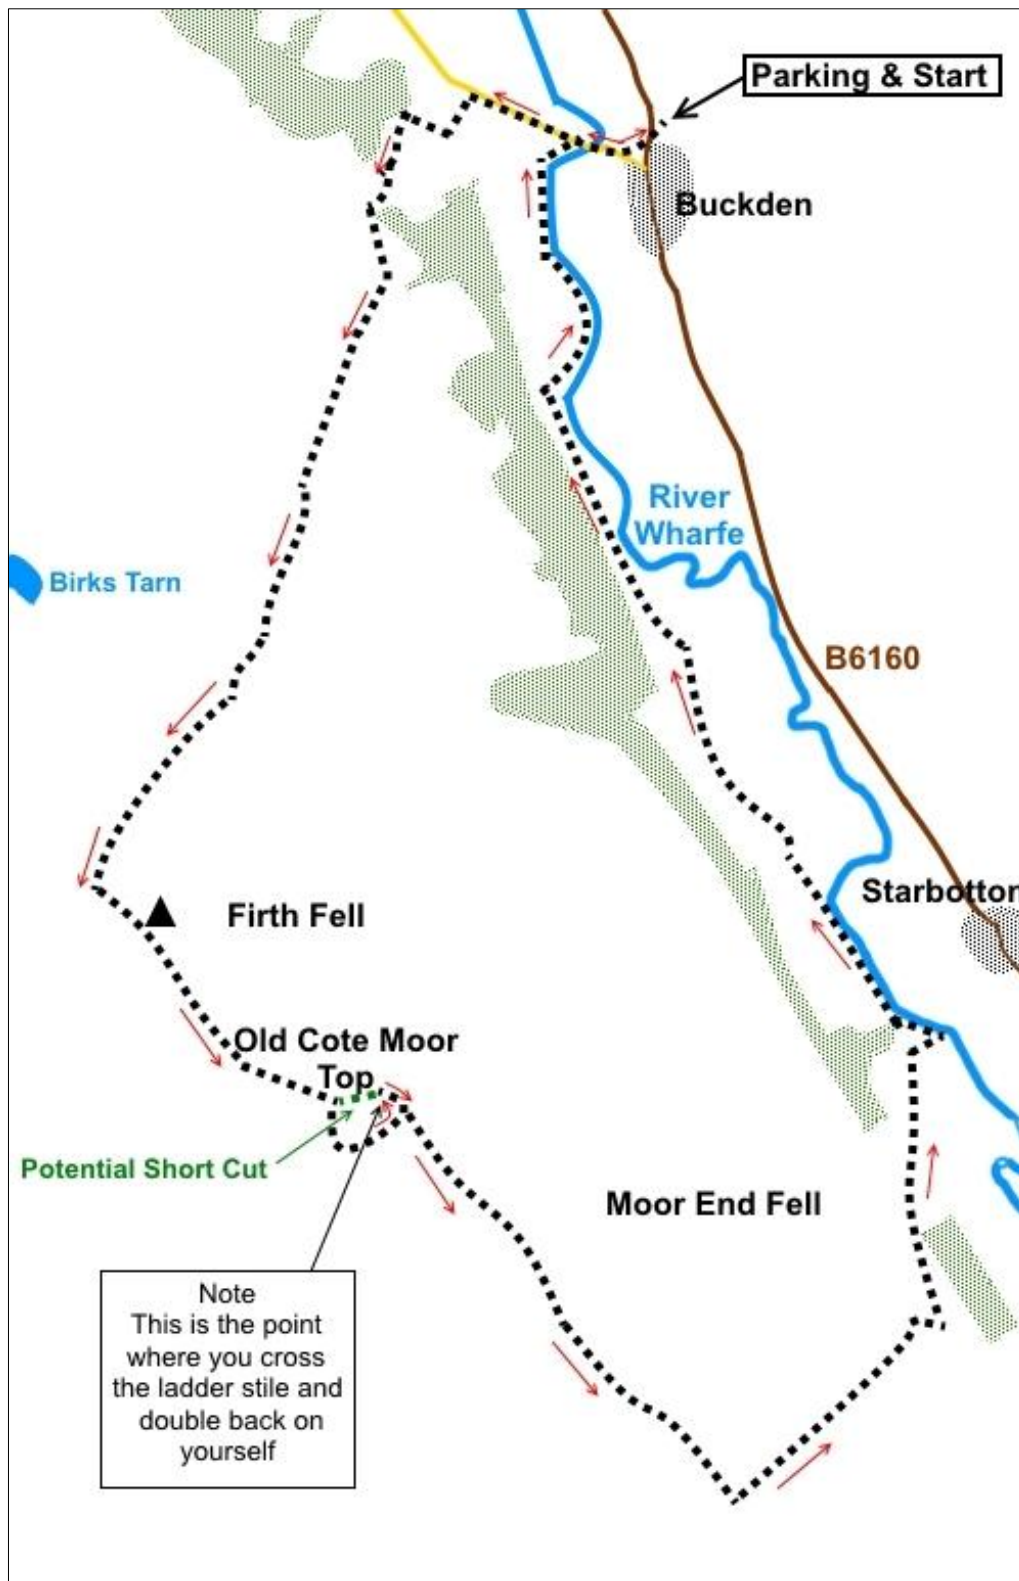 Parking & Start
Buckden
River
Wharfe
Birks Tarn
B6160
Starbotton
Firth Fell
Old Cote Moor
Top
Potential Short Cut
Moor End Fell
Note
This is the point
where you cross
the ladder stile and
double back on
yourself